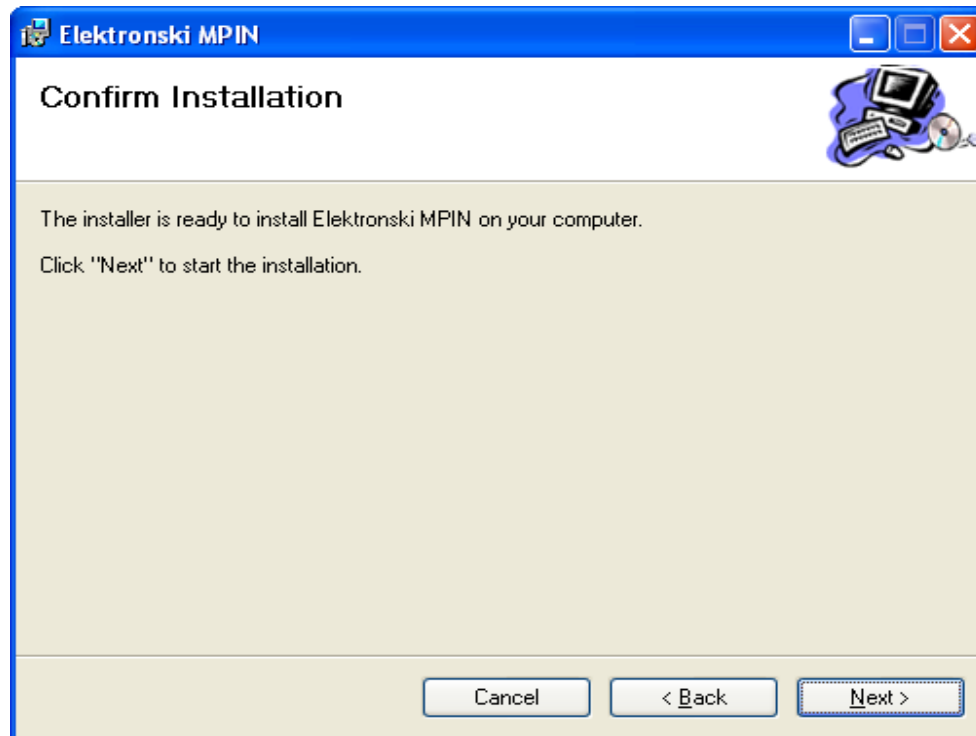 Elektronski MPIN
Confirm Installation
The installer is ready to install Elektronski MPIN on your computer.
Click "Next" to start the installation.
Cancel
< Back
Next >